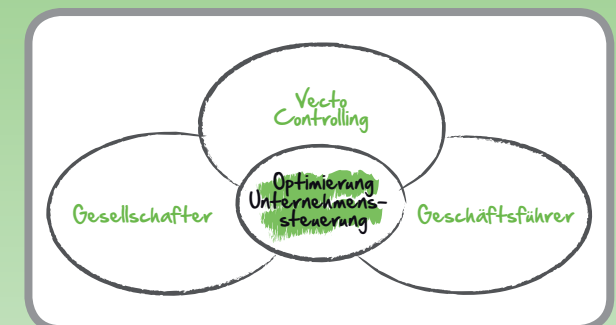 Vecto
Controlling
Optimierung
Unternehmens-
steuerung
Gesellschafter
Geschäftsführer